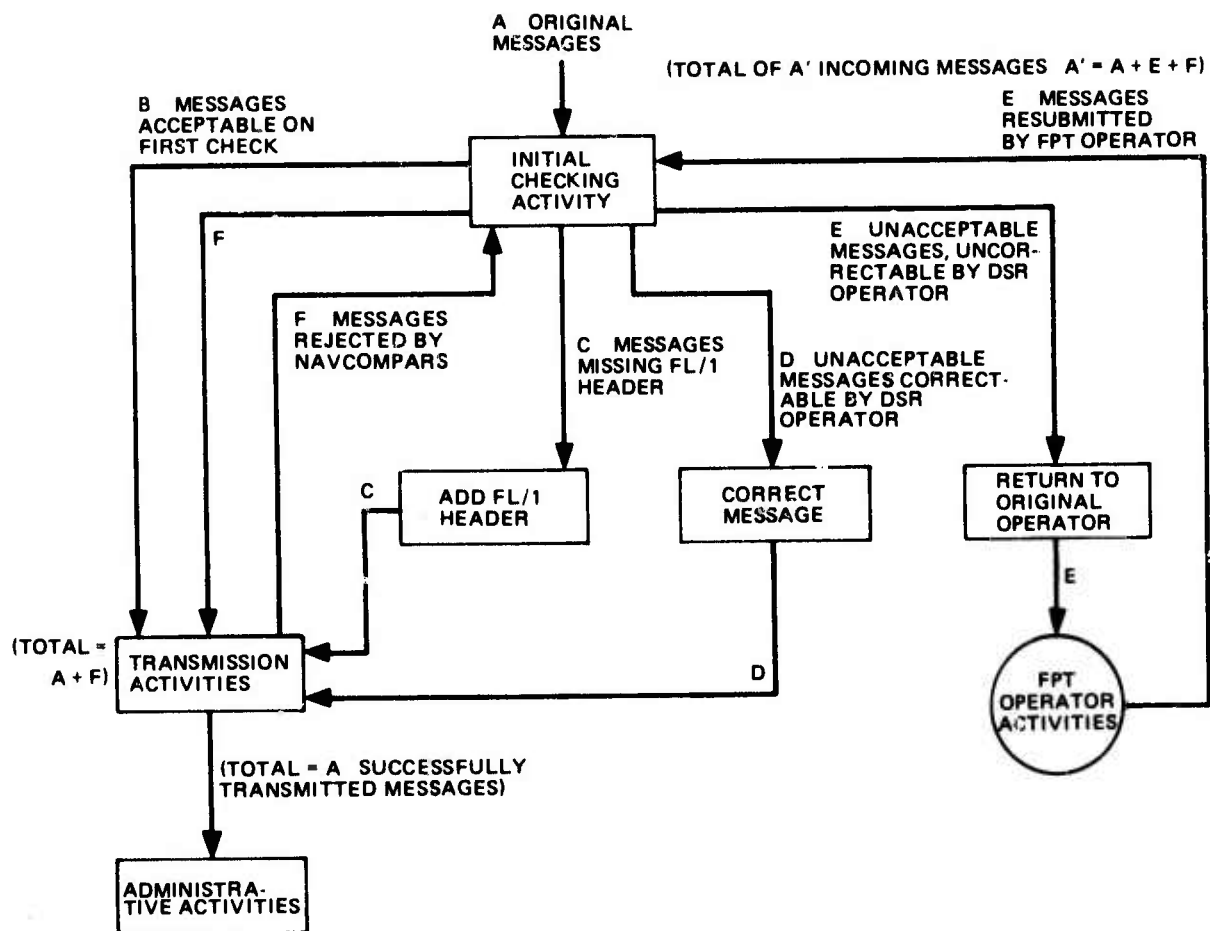 A ORIGINAL
MESSAGES
(TOTAL OF A' INCOMING MESSAGES A' = A + E + F)
B MESSAGES
ACCEPTABLE ON
FIRST CHECK
E MESSAGES
RESUBMITTED
BY FPT OPERATOR
INITIAL
CHECKING
ACTIVITY
F
E UNACCEPTABLE
MESSAGES, UNCOR-
RECTABLE BY DSR
OPERATOR
F MESSAGES
REJECTED BY
NAVCOMPARS
C MESSAGES
MISSING FL/1
HEADER
D UNACCEPTABLE
MESSAGES CORRECT-
ABLE BY DSR
OPERATOR
C
ADD FL/1
HEADER
CORRECT
MESSAGE
RETURN TO
ORIGINAL
OPERATOR
E
(TOTAL =
A + F)
TRANSMISSION
ACTIVITIES
D
FPT
OPERATOR
ACTIVITIES
(TOTAL = A SUCCESSFULLY
TRANSMITTED MESSAGES)
ADMINISTRA-
TIVE ACTIVITIES